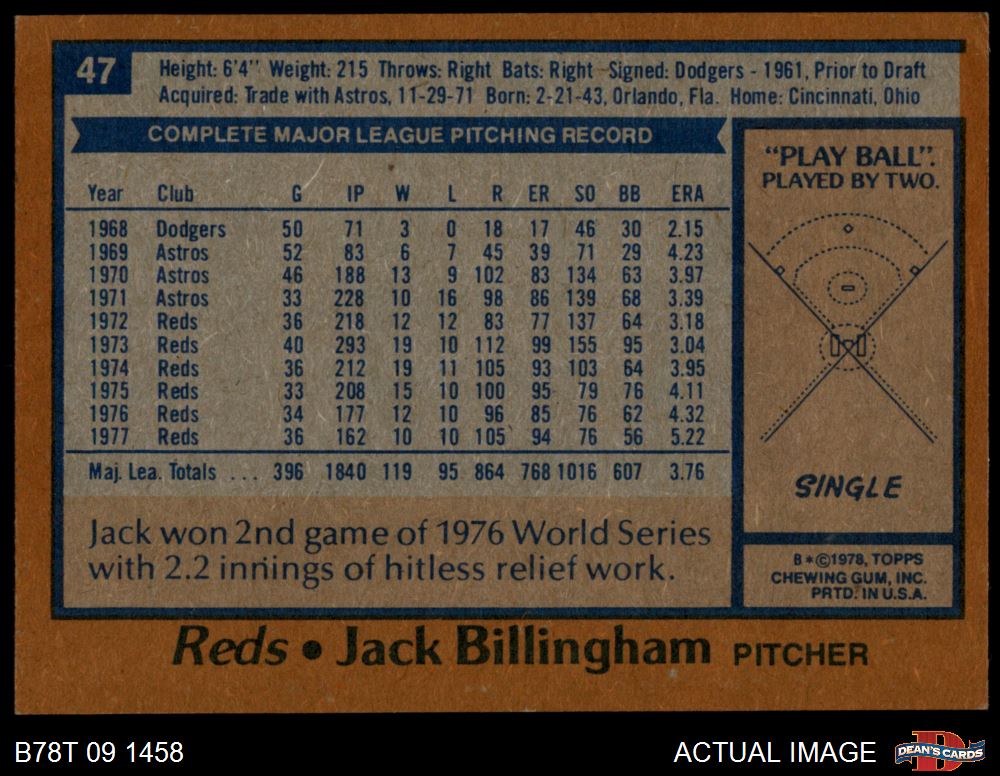 47
Height: 6'4" Weight: 215 Throws: Right Bats: Right Signed: Dodgers - 1961, Prior to Draft
Acquired: Trade with Astros, 11-29-71 Born: 2-21-43, Orlando, Fla. Home: Cincinnati, Ohio
COMPLETE MAJOR LEAGUE PITCHING RECORD
Year Club G IP W L R ER SO BB ERA
1968 Dodgers 50 71 3 0 18 17 46 30 2.15
1969 Astros 52 83 6 7 45 39 71 29 4.23
1970 Astros 46 188 13 9 102 83 134 63 3.97
1971 Astros 33 228 10 16 98 86 139 68 3.39
1972 Reds 36 218 12 12 83 77 137 64 3.18
1973 Reds 40 293 19 10 112 99 155 95 3.04
1974 Reds 36 212 19 11 105 93 103 64 3.95
1975 Reds 33 208 15 10 100 95 79 76 4.11
1976 Reds 34 177 12 10 96 85 76 62 4.32
1977 Reds 36 162 10 10 105 94 76 56 5.22
Maj. Lea. Totals ... 396 1840 119 95 864 768 1016 607 3.76
Jack won 2nd game of 1976 World Series
with 2.2 innings of hitless relief work.
"PLAY BALL".
PLAYED BY TWO.
SINGLE
B*©1978, TOPPS
CHEWING GUM, INC.
PRTD. IN U.S.A.
Reds • Jack Billingham PITCHER
B78T 09 1458
ACTUAL IMAGE
DEAN'S CARDS